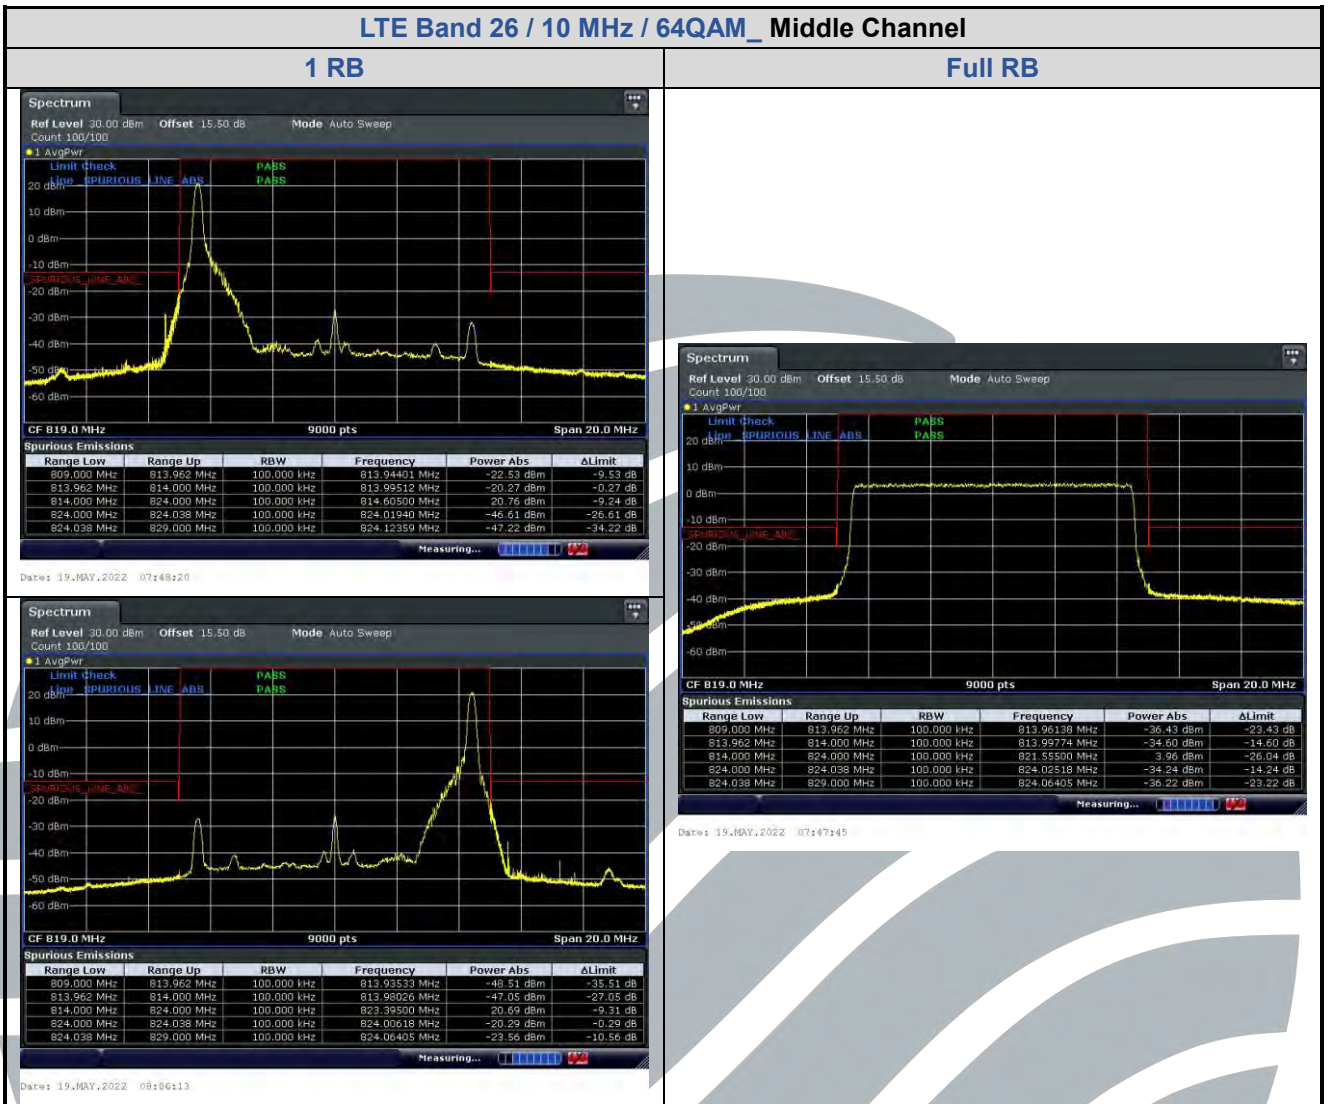 LTE Band 26 / 10 MHz / 64QAM_ Middle Channel
1 RB
Full RB
Spectrum
Ref Level 30.00 dBm Offset 15.50 dB Mode Auto Sweep
Count 100/100
1 AvgPwr
Limit Check PASS
Line _SPURIOUS_LINE_ABS_ PASS
20 dBm
10 dBm
0 dBm
-10 dBm
_SPURIOUS_LINE_ABS_
-20 dBm
-30 dBm
-40 dBm
-50 dBm
-60 dBm
CF 819.0 MHz 9000 pts Span 20.0 MHz
Spurious Emissions
Range Low Range Up RBW Frequency Power Abs ΔLimit
809.000 MHz 813.962 MHz 100.000 kHz 813.94401 MHz -22.53 dBm -9.53 dB
813.962 MHz 814.000 MHz 100.000 kHz 813.99512 MHz -20.27 dBm -0.27 dB
814.000 MHz 824.000 MHz 100.000 kHz 814.60500 MHz 20.76 dBm -9.24 dB
824.000 MHz 824.038 MHz 100.000 kHz 824.01940 MHz -46.61 dBm -26.61 dB
824.038 MHz 829.000 MHz 100.000 kHz 824.12359 MHz -47.22 dBm -34.22 dB
Measuring...
Date: 19.MAY.2022 07:48:20
Spectrum
Ref Level 30.00 dBm Offset 15.50 dB Mode Auto Sweep
Count 100/100
1 AvgPwr
Limit Check PASS
Line _SPURIOUS_LINE_ABS_ PASS
20 dBm
10 dBm
0 dBm
-10 dBm
_SPURIOUS_LINE_ABS_
-20 dBm
-30 dBm
-40 dBm
-50 dBm
-60 dBm
CF 819.0 MHz 9000 pts Span 20.0 MHz
Spurious Emissions
Range Low Range Up RBW Frequency Power Abs ΔLimit
809.000 MHz 813.962 MHz 100.000 kHz 813.93533 MHz -48.51 dBm -35.51 dB
813.962 MHz 814.000 MHz 100.000 kHz 813.98026 MHz -47.05 dBm -27.05 dB
814.000 MHz 824.000 MHz 100.000 kHz 823.39500 MHz 20.69 dBm -9.31 dB
824.000 MHz 824.038 MHz 100.000 kHz 824.00618 MHz -20.29 dBm -0.29 dB
824.038 MHz 829.000 MHz 100.000 kHz 824.06405 MHz -23.56 dBm -10.56 dB
Measuring...
Date: 19.MAY.2022 08:06:13
Spectrum
Ref Level 30.00 dBm Offset 15.50 dB Mode Auto Sweep
Count 100/100
1 AvgPwr
Limit Check PASS
Line _SPURIOUS_LINE_ABS_ PASS
20 dBm
10 dBm
0 dBm
-10 dBm
_SPURIOUS_LINE_ABS_
-20 dBm
-30 dBm
-40 dBm
-50 dBm
-60 dBm
CF 819.0 MHz 9000 pts Span 20.0 MHz
Spurious Emissions
Range Low Range Up RBW Frequency Power Abs ΔLimit
809.000 MHz 813.962 MHz 100.000 kHz 813.96138 MHz -36.43 dBm -23.43 dB
813.962 MHz 814.000 MHz 100.000 kHz 813.99774 MHz -34.60 dBm -14.60 dB
814.000 MHz 824.000 MHz 100.000 kHz 821.55500 MHz 3.96 dBm -26.04 dB
824.000 MHz 824.038 MHz 100.000 kHz 824.02518 MHz -34.24 dBm -14.24 dB
824.038 MHz 829.000 MHz 100.000 kHz 824.06405 MHz -36.22 dBm -23.22 dB
Measuring...
Date: 19.MAY.2022 07:47:45